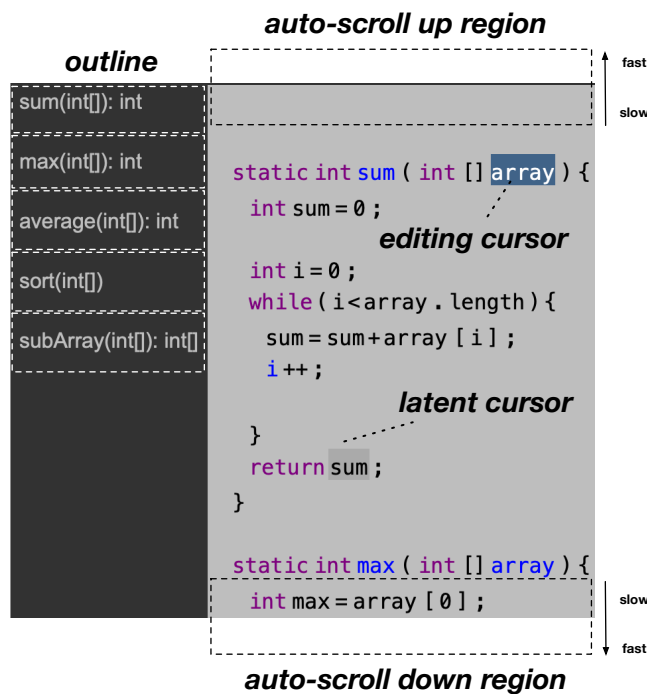 auto-scroll up region
outline
fast
slow
sum(int[]): int
max(int[]): int
average(int[]): int
sort(int[])
subArray(int[]): int[]
static int sum ( int [] array ) {
int sum = 0 ;
editing cursor
int i = 0 ;
while ( i < array . length ) {
sum = sum + array [ i ] ;
i ++ ;
latent cursor
}
return sum ;
}
static int max ( int [] array ) {
int max = array [ 0 ] ;
slow
fast
auto-scroll down region